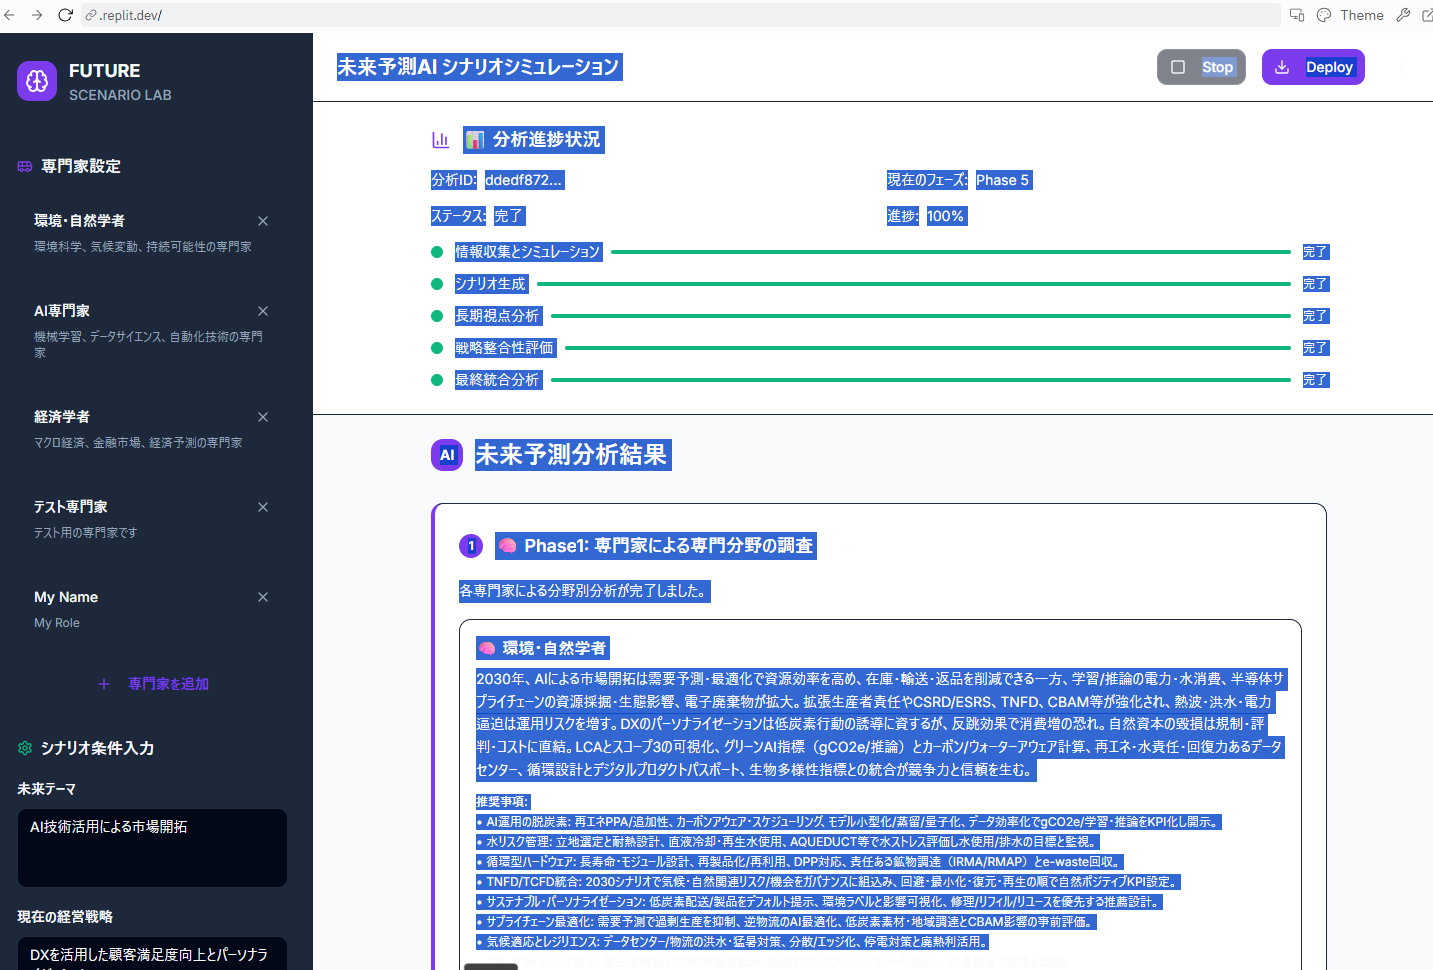 .replit.dev/
Theme
FUTURE
SCENARIO LAB
専門家設定
環境・自然学者
環境科学、気候変動、持続可能性の専門家
AI専門家
機械学習、データサイエンス、自動化技術の専門
家
経済学者
マクロ経済、金融市場、経済予測の専門家
テスト専門家
テスト用の専門家です
My Name
My Role
専門家を追加
シナリオ条件入力
未来テーマ
AI技術活用による市場開拓
現在の経営戦略
DXを活用した顧客満足度向上とパーソナラ
未来予測AI シナリオシミュレーション
Stop
Deploy
📊 分析進捗状況
分析ID: ddedf872...
現在のフェーズ: Phase 5
ステータス: 完了
進捗: 100%
情報収集とシミュレーション 完了
シナリオ生成 完了
長期視点分析 完了
戦略整合性評価 完了
最終統合分析 完了
AI 未来予測分析結果
1 🧠 Phase1: 専門家による専門分野の調査
各専門家による分野別分析が完了しました。
🧠 環境・自然学者
2030年、AIによる市場開拓は需要予測・最適化で資源効率を高め、在庫・輸送・返品を削減できる一方、学習/推論の電力・水消費、半導体サ
プライチェーンの資源採掘・生態影響、電子廃棄物が拡大。拡張生産者責任やCSRD/ESRS、TNFD、CBAM等が強化され、熱波・洪水・電力
逼迫は運用リスクを増す。DXのパーソナライゼーションは低炭素行動の誘導に資するが、反跳効果で消費増の恐れ。自然資本の毀損は規制・評
判・コストに直結。LCAとスコープ3の可視化、グリーンAI指標（gCO2e/推論）とカーボン/ウォーターアウェア計算、再エネ・水責任・回復力あるデータ
センター、循環設計とデジタルプロダクトパスポート、生物多様性指標との統合が競争力と信頼を生む。
推奨事項:
• AI運用の脱炭素: 再エネPPA/追加性、カーボンアウェア・スケジューリング、モデル小型化/蒸留/量子化、データ効率化でgCO2e/学習・推論をKPI化し開示。
• 水リスク管理: 立地選定と耐熱設計、直液冷却・再生水使用、AQUEDUCT等で水ストレス評価し水使用/排水の目標と監視。
• 循環型ハードウェア: 長寿命・モジュール設計、再製品化/再利用、DPP対応、責任ある鉱物調達（IRMA/RMAP）とe-waste回収。
• TNFD/TCFD統合: 2030シナリオで気候・自然関連リスク/機会をガバナンスに組込み、回避・最小化・復元・再生の順で自然ポジティブKPI設定。
• サステナブル・パーソナライゼーション: 低炭素配送/製品をデフォルト提示、環境ラベルと影響可視化、修理/リフィル/リユースを優先する推薦設計。
• サプライチェーン最適化: 需要予測で過剰生産を抑制、逆物流のAI最適化、低炭素素材・地域調達とCBAM影響の事前評価。
• 気候適応とレジリエンス: データセンター/物流の洪水・猛暑対策、分散/エッジ化、停電対策と廃熱利活用。